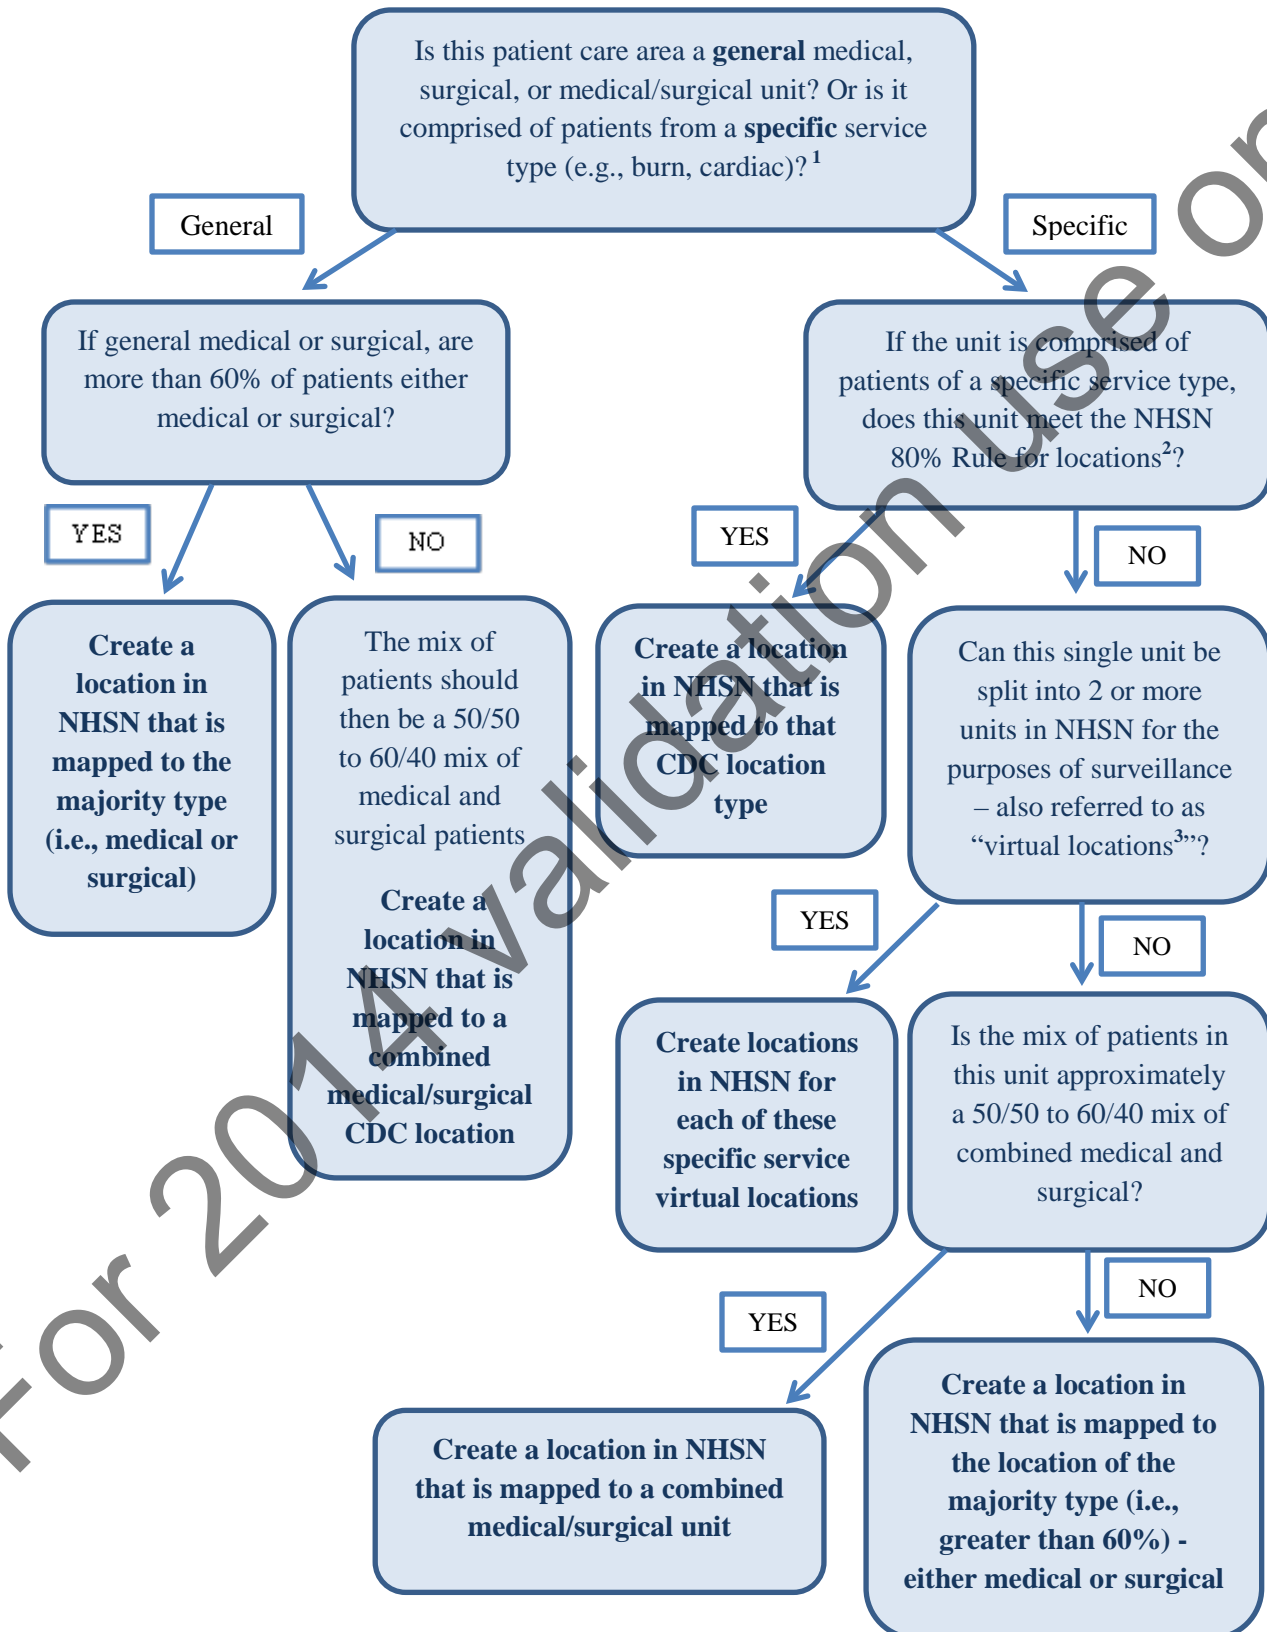 Is this patient care area a general medical,
surgical, or medical/surgical unit? Or is it
comprised of patients from a specific service
type (e.g., burn, cardiac)? 1
General
Specific
If general medical or surgical, are
more than 60% of patients either
medical or surgical?
If the unit is comprised of
patients of a specific service type,
does this unit meet the NHSN
80% Rule for locations2?
YES
NO
YES
NO
Create a
location in
NHSN that is
mapped to the
majority type
(i.e., medical or
surgical)
The mix of
patients should
then be a 50/50
to 60/40 mix of
medical and
surgical patients
Create a
location in
NHSN that is
mapped to a
combined
medical/surgical
CDC location
Create a location
in NHSN that is
mapped to that
CDC location
type
Can this single unit be
split into 2 or more
units in NHSN for the
purposes of surveillance
– also referred to as
“virtual locations3”?
YES
NO
Create locations
in NHSN for
each of these
specific service
virtual locations
Is the mix of patients in
this unit approximately
a 50/50 to 60/40 mix of
combined medical and
surgical?
YES
NO
Create a location in NHSN
that is mapped to a combined
medical/surgical unit
Create a location in
NHSN that is mapped to
the location of the
majority type (i.e.,
greater than 60%) -
either medical or surgical
For 2014 validation use